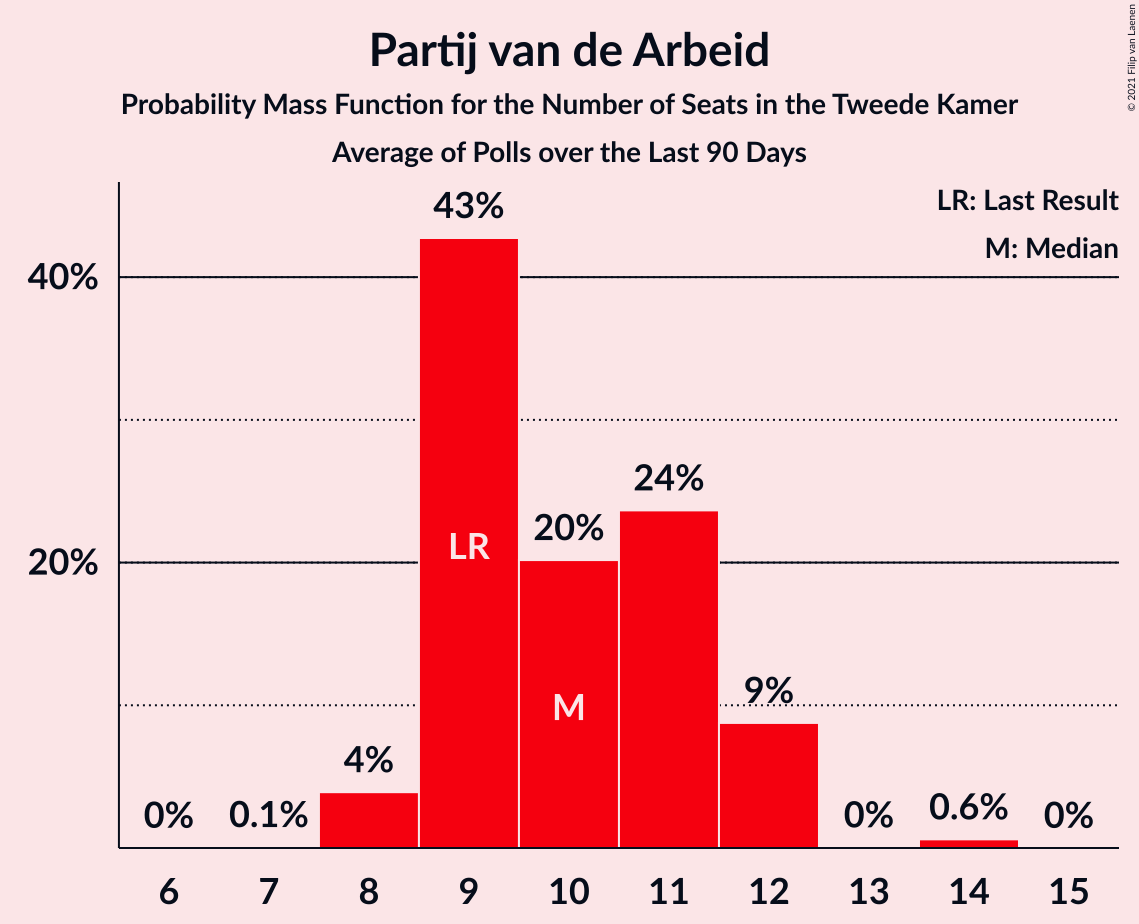 Partij van de Arbeid
Probability Mass Function for the Number of Seats in the Tweede Kamer
Average of Polls over the Last 90 Days
© 2021 Filip van Laenen
LR: Last Result
M: Median
40%
20%
0%
0.1%
4%
43%
20%
24%
9%
0%
0.6%
0%
LR
M
6 7 8 9 10 11 12 13 14 15